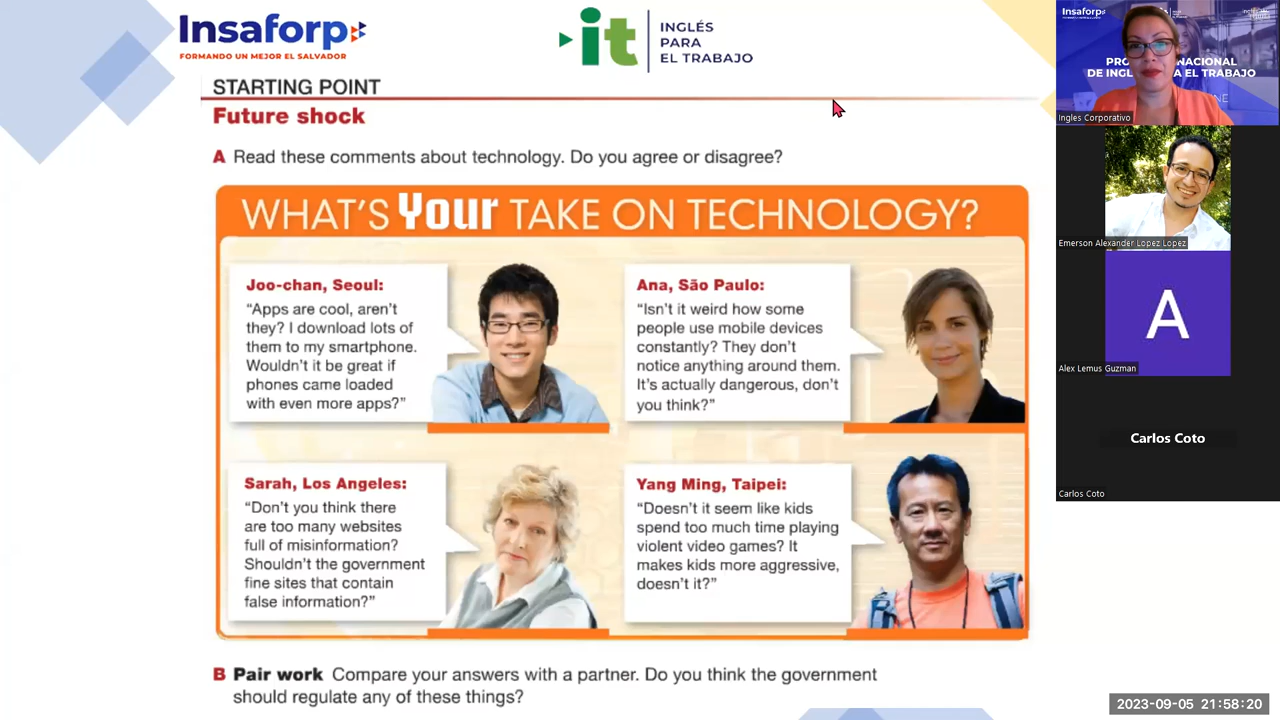 Insaforp
FORMANDO UN MEJOR EL SALVADOR
it
INGLÉS
PARA
EL TRABAJO
STARTING POINT
Future shock
A Read these comments about technology. Do you agree or disagree?
WHAT'S Your TAKE ON TECHNOLOGY?
Joo-chan, Seoul:
"Apps are cool, aren't
they? I download lots of
them to my smartphone.
Wouldn't it be great if
phones came loaded
with even more apps?"
Ana, São Paulo:
"Isn't it weird how some
people use mobile devices
constantly? They don't
notice anything around them.
It's actually dangerous, don't
you think?"
Sarah, Los Angeles:
"Don't you think there
are too many websites
full of misinformation?
Shouldn't the government
fine sites that contain
false information?"
Yang Ming, Taipei:
"Doesn't it seem like kids
spend too much time playing
violent video games? It
makes kids more aggressive,
doesn't it?"
B Pair work Compare your answers with a partner. Do you think the government
should regulate any of these things?
Insaforp
PRO NACIONAL
DE INGL A EL TRABAJO
NE
Ingles Corporativo
Emerson Alexander Lopez Lopez
A
Alex Lemus Guzman
Carlos Coto
Carlos Coto
2023-09-05 21:58:20